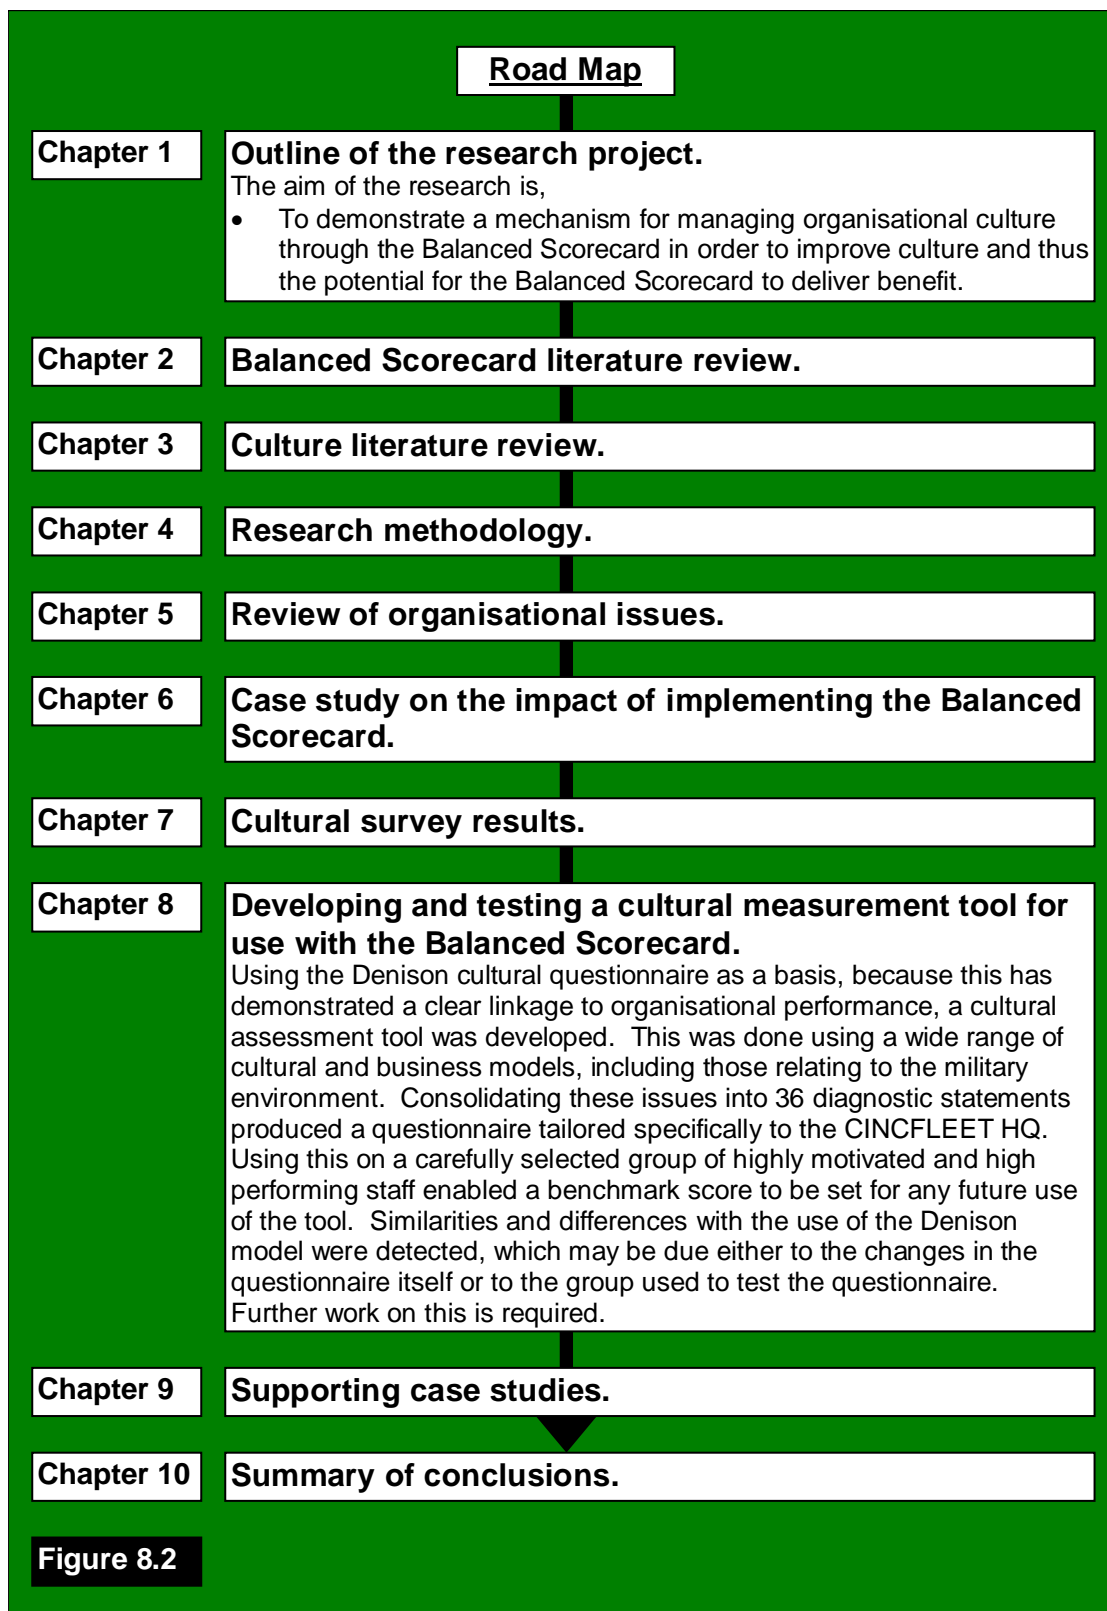 Road Map
Chapter 1
Outline of the research project.
The aim of the research is,
• To demonstrate a mechanism for managing organisational culture
through the Balanced Scorecard in order to improve culture and thus
the potential for the Balanced Scorecard to deliver benefit.
Chapter 2
Balanced Scorecard literature review.
Chapter 3
Culture literature review.
Chapter 4
Research methodology.
Chapter 5
Review of organisational issues.
Chapter 6
Case study on the impact of implementing the Balanced
Scorecard.
Chapter 7
Cultural survey results.
Chapter 8
Developing and testing a cultural measurement tool for
use with the Balanced Scorecard.
Using the Denison cultural questionnaire as a basis, because this has
demonstrated a clear linkage to organisational performance, a cultural
assessment tool was developed.  This was done using a wide range of
cultural and business models, including those relating to the military
environment.  Consolidating these issues into 36 diagnostic statements
produced a questionnaire tailored specifically to the CINCFLEET HQ.
Using this on a carefully selected group of highly motivated and high
performing staff enabled a benchmark score to be set for any future use
of the tool.  Similarities and differences with the use of the Denison
model were detected, which may be due either to the changes in the
questionnaire itself or to the group used to test the questionnaire.
Further work on this is required.
Chapter 9
Supporting case studies.
Chapter 10
Summary of conclusions.
Figure 8.2